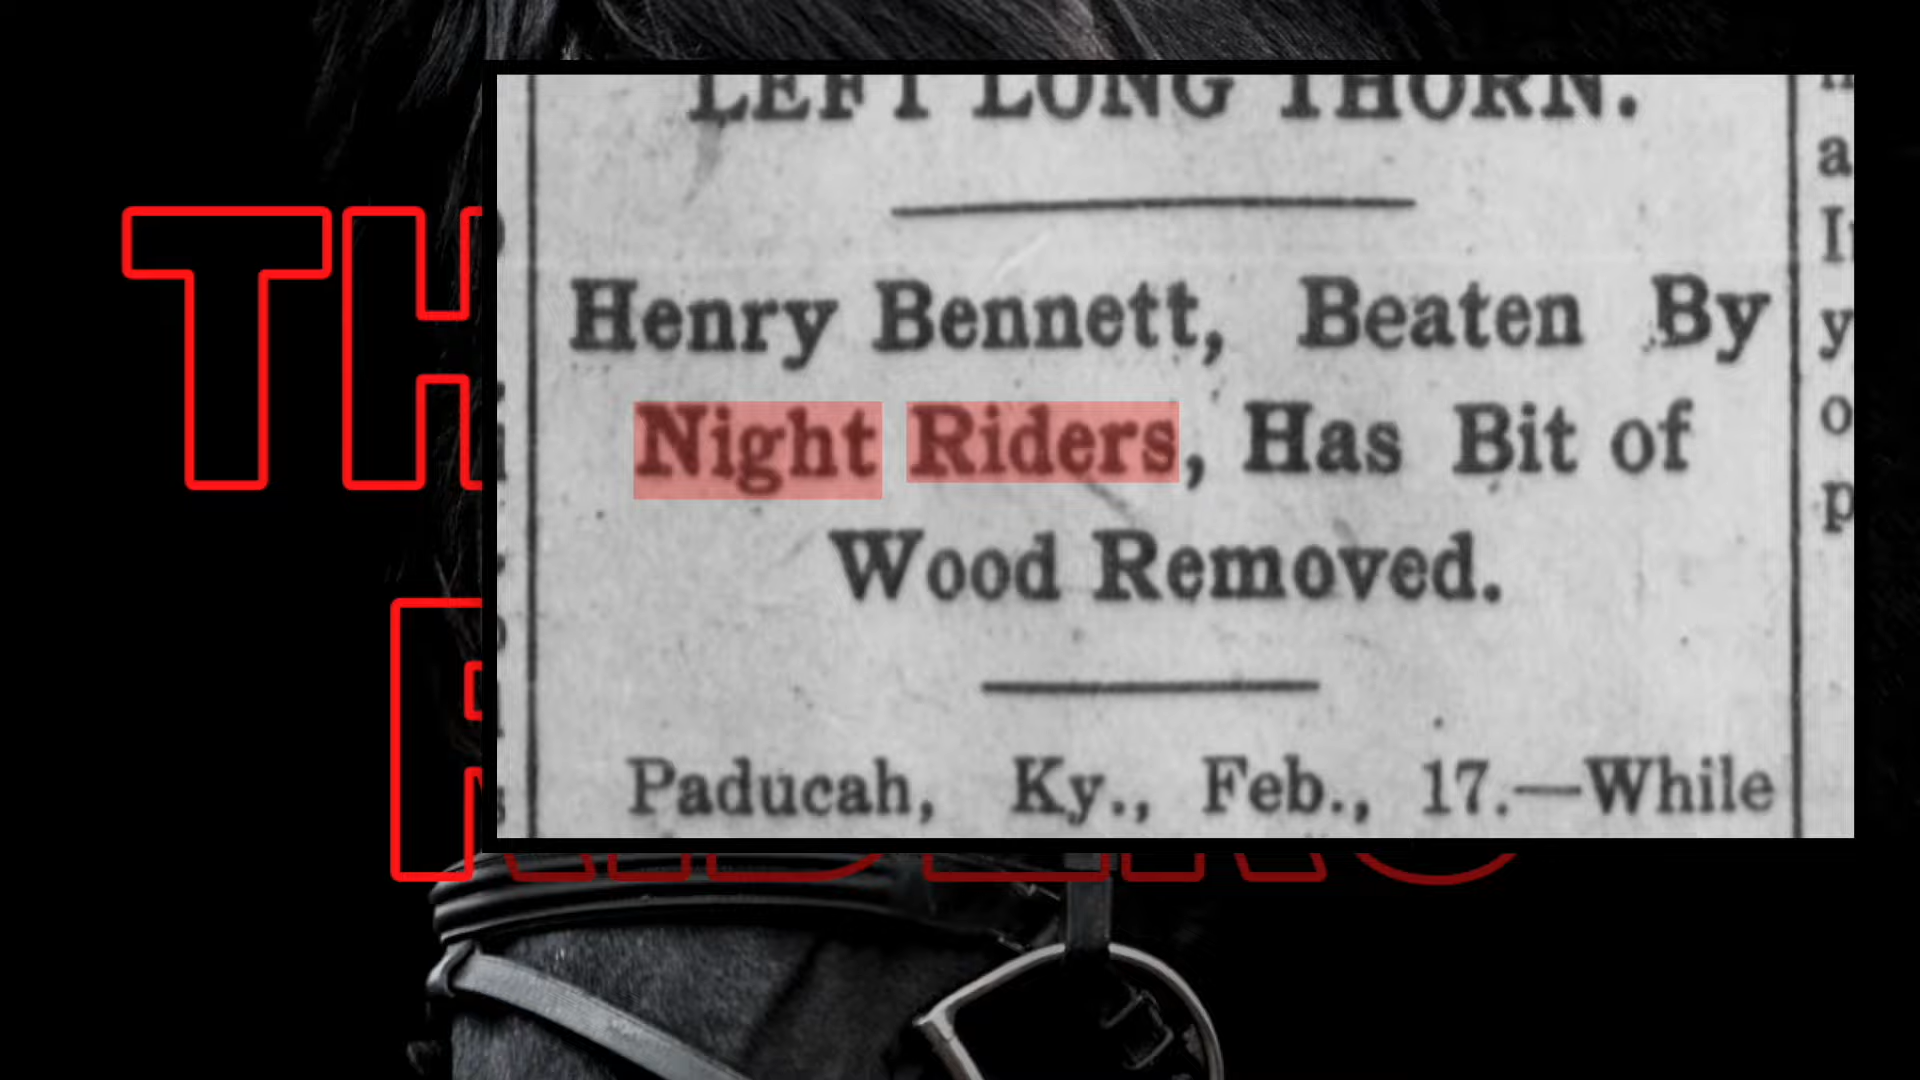 TH
LEFT LONG THORN.
Henry Bennett, Beaten By
Night Riders, Has Bit of
Wood Removed.
Paducah, Ky., Feb., 17.—While